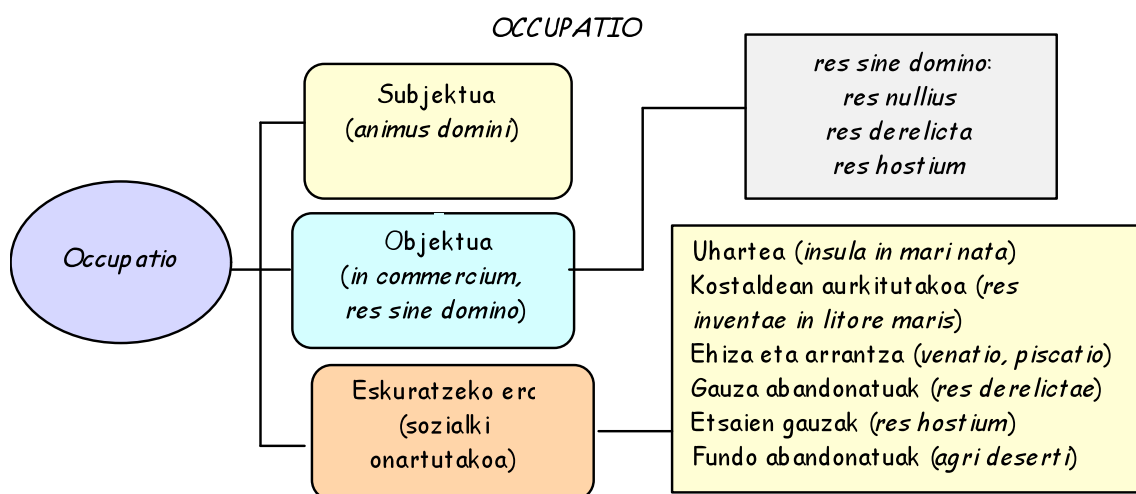 OCCUPATIO
Occupatio
Subjektua
(animus domini)
Objektua
(in commercium,
res sine domino)
Eskuratzeko erc
(sozialki
onartutakoa)
res sine domino:
res nullius
res derelicta
res hostium
Uhartea (insula in mari nata)
Kostaldean aurkitutakoa (res
inventae in litore maris)
Ehiza eta arrantza (venatio, piscatio)
Gauza abandonatuak (res derelictae)
Etsaien gauzak (res hostium)
Fundo abandonatuak (agri deserti)